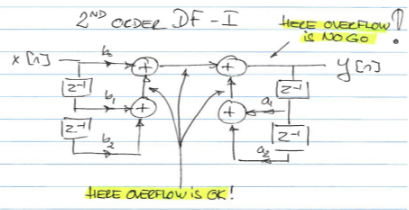 2ND ORDER DF-I
HERE OVERFLOW
IS NO GO!
x[n]
b0
+
+
y[n]
z-1
z-1
b1
+
+
a1
z-1
z-1
b2
a2
HERE OVERFLOW IS OK!